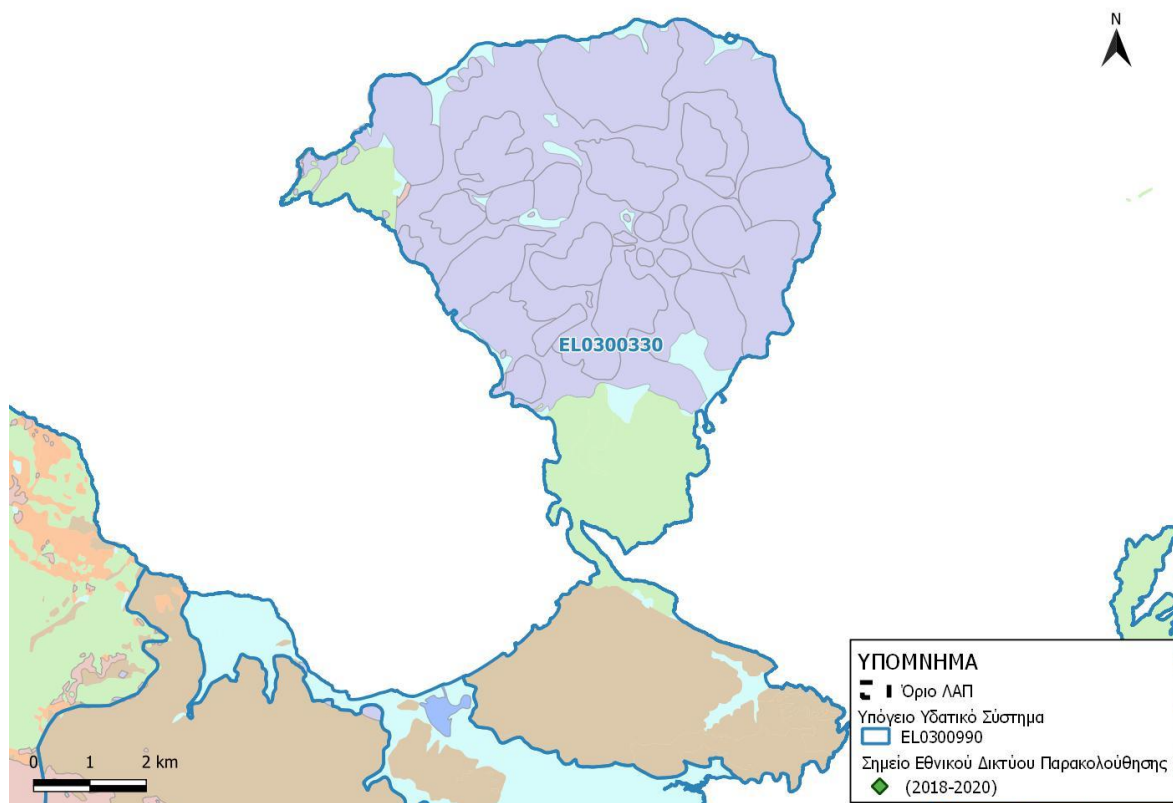 N
EL0300330
ΥΠΟΜΝΗΜΑ
Όριο ΛΑΠ
Υπόγειο Υδατικό Σύστημα
EL0300990
Σημείο Εθνικού Δικτύου Παρακολούθησης
(2018-2020)
0 1 2 km